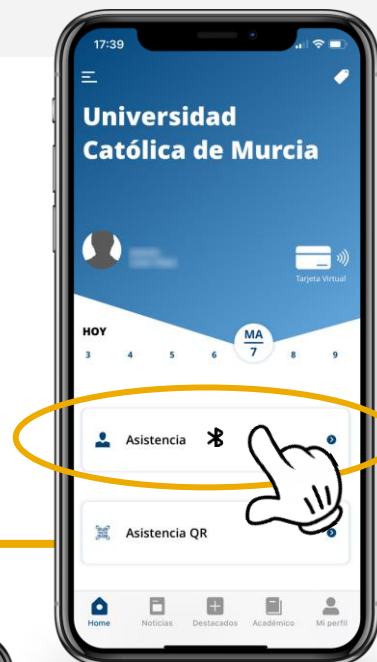 17:39
Universidad
Católica de Murcia
Tarjeta Virtual
HOY
MA
3 4 5 6 7 8 9
Asistencia
Asistencia QR
Home Noticias Destacados Académico Mi perfil